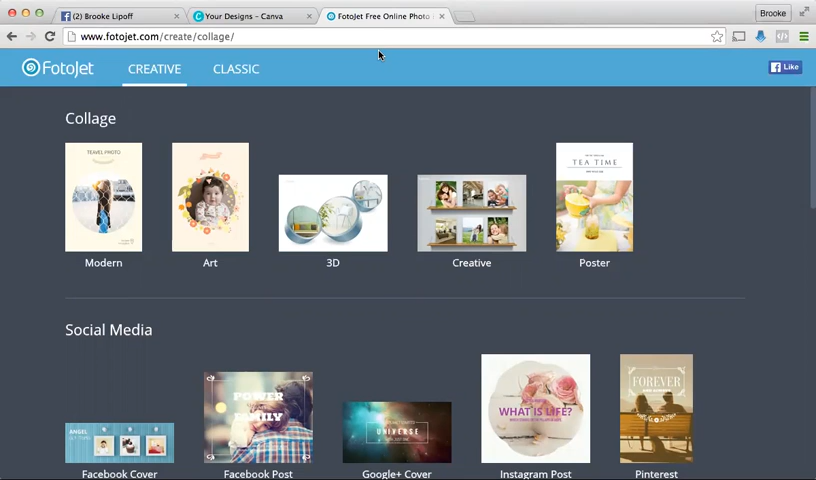 (2) Brooke Lipoff
Your Designs - Canva
FotoJet Free Online Photo
Brooke
www.fotojet.com/create/collage/
FotoJet
CREATIVE
CLASSIC
Like
Collage
TRAVEL PHOTO
TEA TIME
Modern
Art
3D
Creative
Poster
Social Media
ANGEL
POWER
FAMILY
UNIVERSE
WHAT IS LIFE?
FOREVER
Facebook Cover
Facebook Post
Google+ Cover
Instagram Post
Pinterest